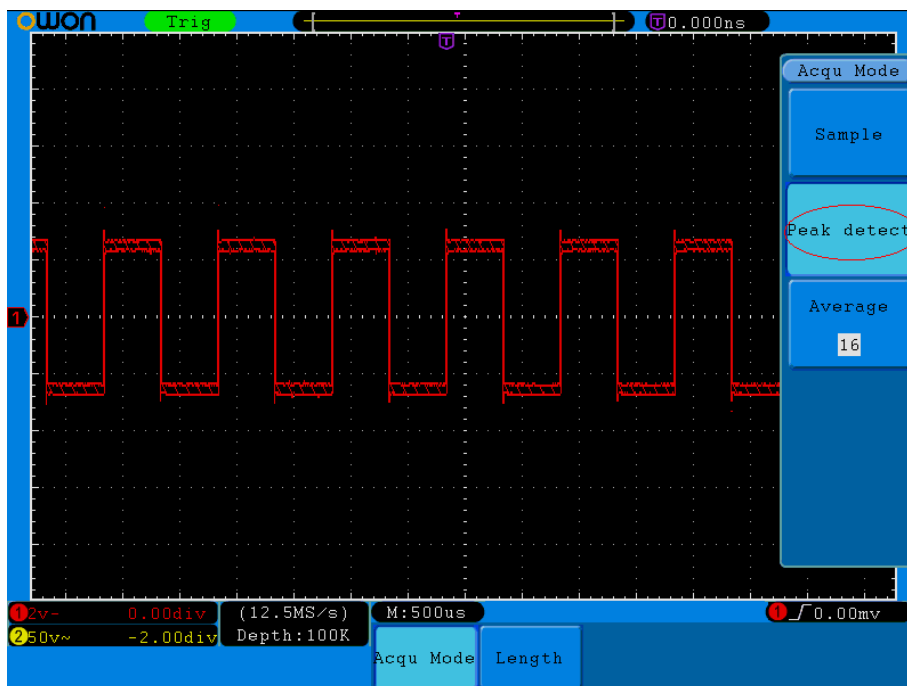 owon Trig T 0.000ns
T
Acqu Mode
Sample
Peak detect
Average
16
1
1 2v- 0.00div (12.5MS/s) M:500us 1 0.00mv
2 50v~ -2.00div Depth:100K
Acqu Mode Length